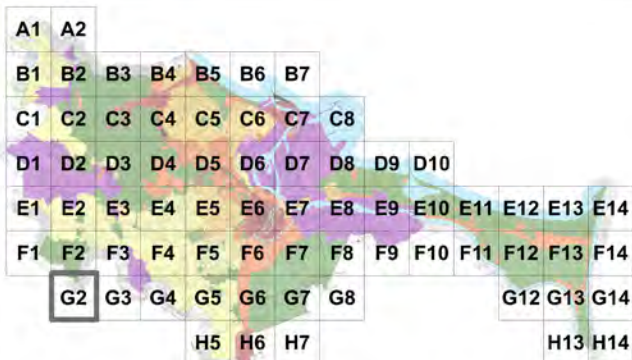 A1 A2
B1 B2 B3 B4 B5 B6 B7
C1 C2 C3 C4 C5 C6 C7 C8
D1 D2 D3 D4 D5 D6 D7 D8 D9 D10
E1 E2 E3 E4 E5 E6 E7 E8 E9 E10 E11 E12 E13 E14
F1 F2 F3 F4 F5 F6 F7 F8 F9 F10 F11 F12 F13 F14
G2 G3 G4 G5 G6 G7 G8 G12 G13 G14
H5 H6 H7 H13 H14